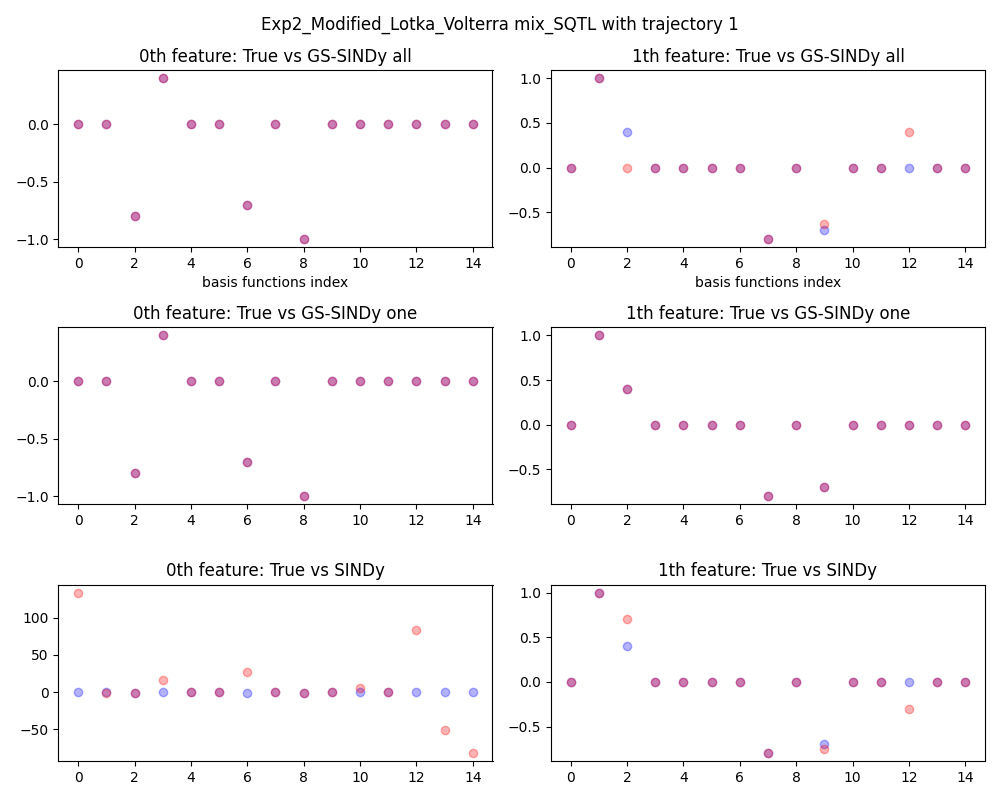 Exp2_Modified_Lotka_Volterra mix_SQTL with trajectory 1
0th feature: True vs GS-SINDy all
1th feature: True vs GS-SINDy all
0.0
−0.5
−1.0
0 2 4 6 8 10 12 14
basis functions index
1.0
0.5
0.0
−0.5
0 2 4 6 8 10 12 14
basis functions index
0th feature: True vs GS-SINDy one
1th feature: True vs GS-SINDy one
0.0
−0.5
−1.0
0 2 4 6 8 10 12 14
1.0
0.5
0.0
−0.5
0 2 4 6 8 10 12 14
0th feature: True vs SINDy
1th feature: True vs SINDy
100
50
0
−50
0 2 4 6 8 10 12 14
1.0
0.5
0.0
−0.5
0 2 4 6 8 10 12 14